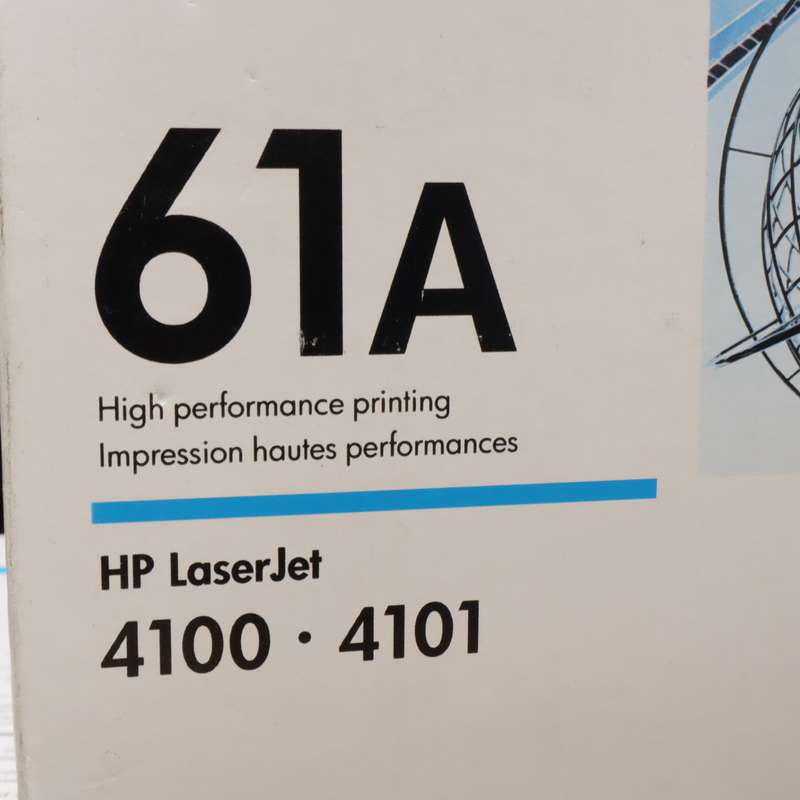 61A
High performance printing
Impression hautes performances
HP LaserJet
4100 · 4101